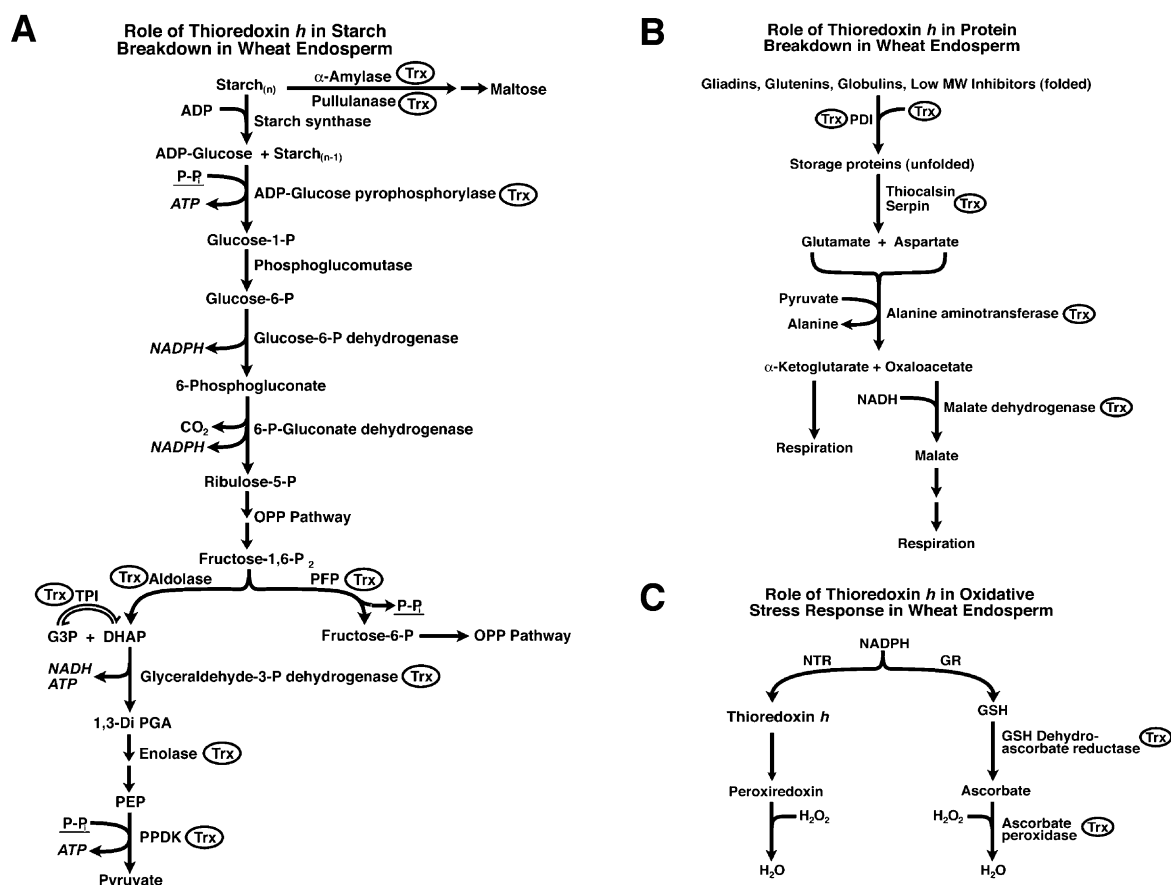 A
Role of Thioredoxin h in Starch
Breakdown in Wheat Endosperm
Starch(n)
α-Amylase Trx
Pullulanase Trx
Maltose
ADP
Starch synthase
ADP-Glucose + Starch(n-1)
P-Pi
ATP
ADP-Glucose pyrophosphorylase Trx
Glucose-1-P
Phosphoglucomutase
Glucose-6-P
NADPH
Glucose-6-P dehydrogenase
6-Phosphogluconate
CO2
NADPH
6-P-Gluconate dehydrogenase
Ribulose-5-P
OPP Pathway
Fructose-1,6-P 2
Trx Aldolase
PFP Trx
Trx TPI
P-Pi
G3P + DHAP
Fructose-6-P
OPP Pathway
NADH
ATP
Glyceraldehyde-3-P dehydrogenase Trx
1,3-Di PGA
Enolase Trx
PEP
P-Pi
ATP
PPDK Trx
Pyruvate
B
Role of Thioredoxin h in Protein
Breakdown in Wheat Endosperm
Gliadins, Glutenins, Globulins, Low MW Inhibitors (folded)
Trx PDI
Trx
Storage proteins (unfolded)
Thiocalsin
Serpin
Trx
Glutamate + Aspartate
Pyruvate
Alanine
Alanine aminotransferase Trx
α-Ketoglutarate + Oxaloacetate
NADH
Malate dehydrogenase Trx
Respiration
Malate
Respiration
C
Role of Thioredoxin h in Oxidative
Stress Response in Wheat Endosperm
NADPH
NTR
GR
Thioredoxin h
GSH
GSH Dehydro-
ascorbate reductase
Trx
Peroxiredoxin
Ascorbate
H2O2
H2O2
Ascorbate
peroxidase
Trx
H2O
H2O